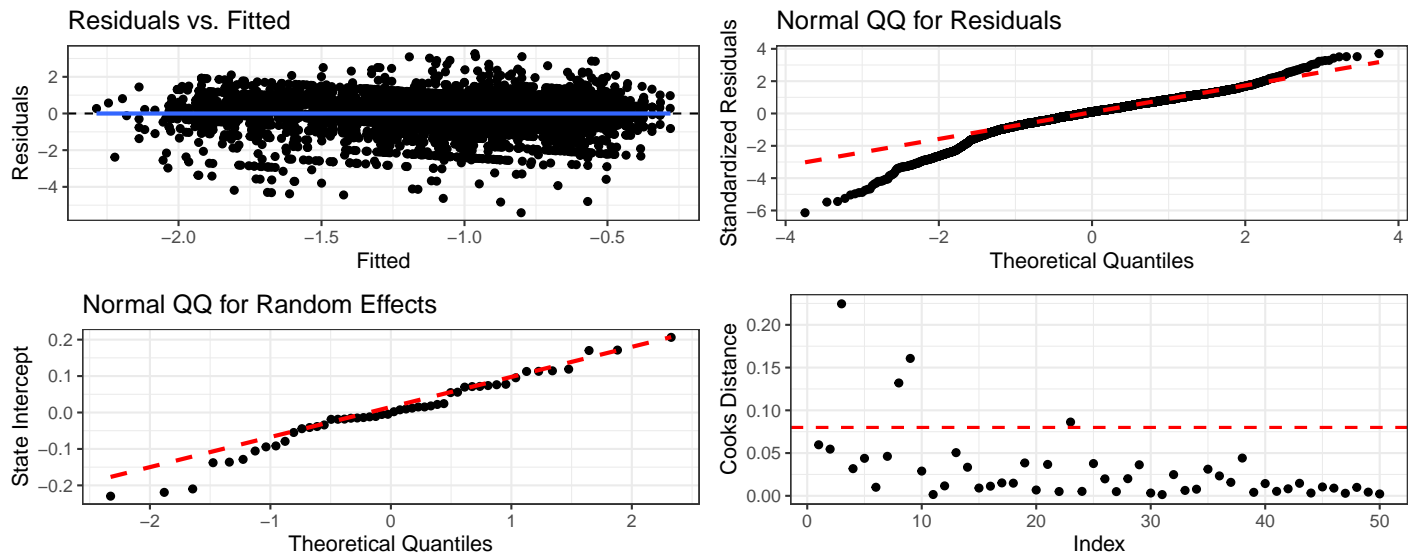 Residuals vs. Fitted
Residuals
2
0
−2
−4
−2.0 −1.5 −1.0 −0.5
Fitted
Normal QQ for Residuals
Standardized Residuals
4
2
0
−2
−4
−6
−4 −2 0 2 4
Theoretical Quantiles
Normal QQ for Random Effects
State Intercept
0.2
0.1
0.0
−0.1
−0.2
−2 −1 0 1 2
Theoretical Quantiles
Cooks Distance
0.20
0.15
0.10
0.05
0.00
0 10 20 30 40 50
Index